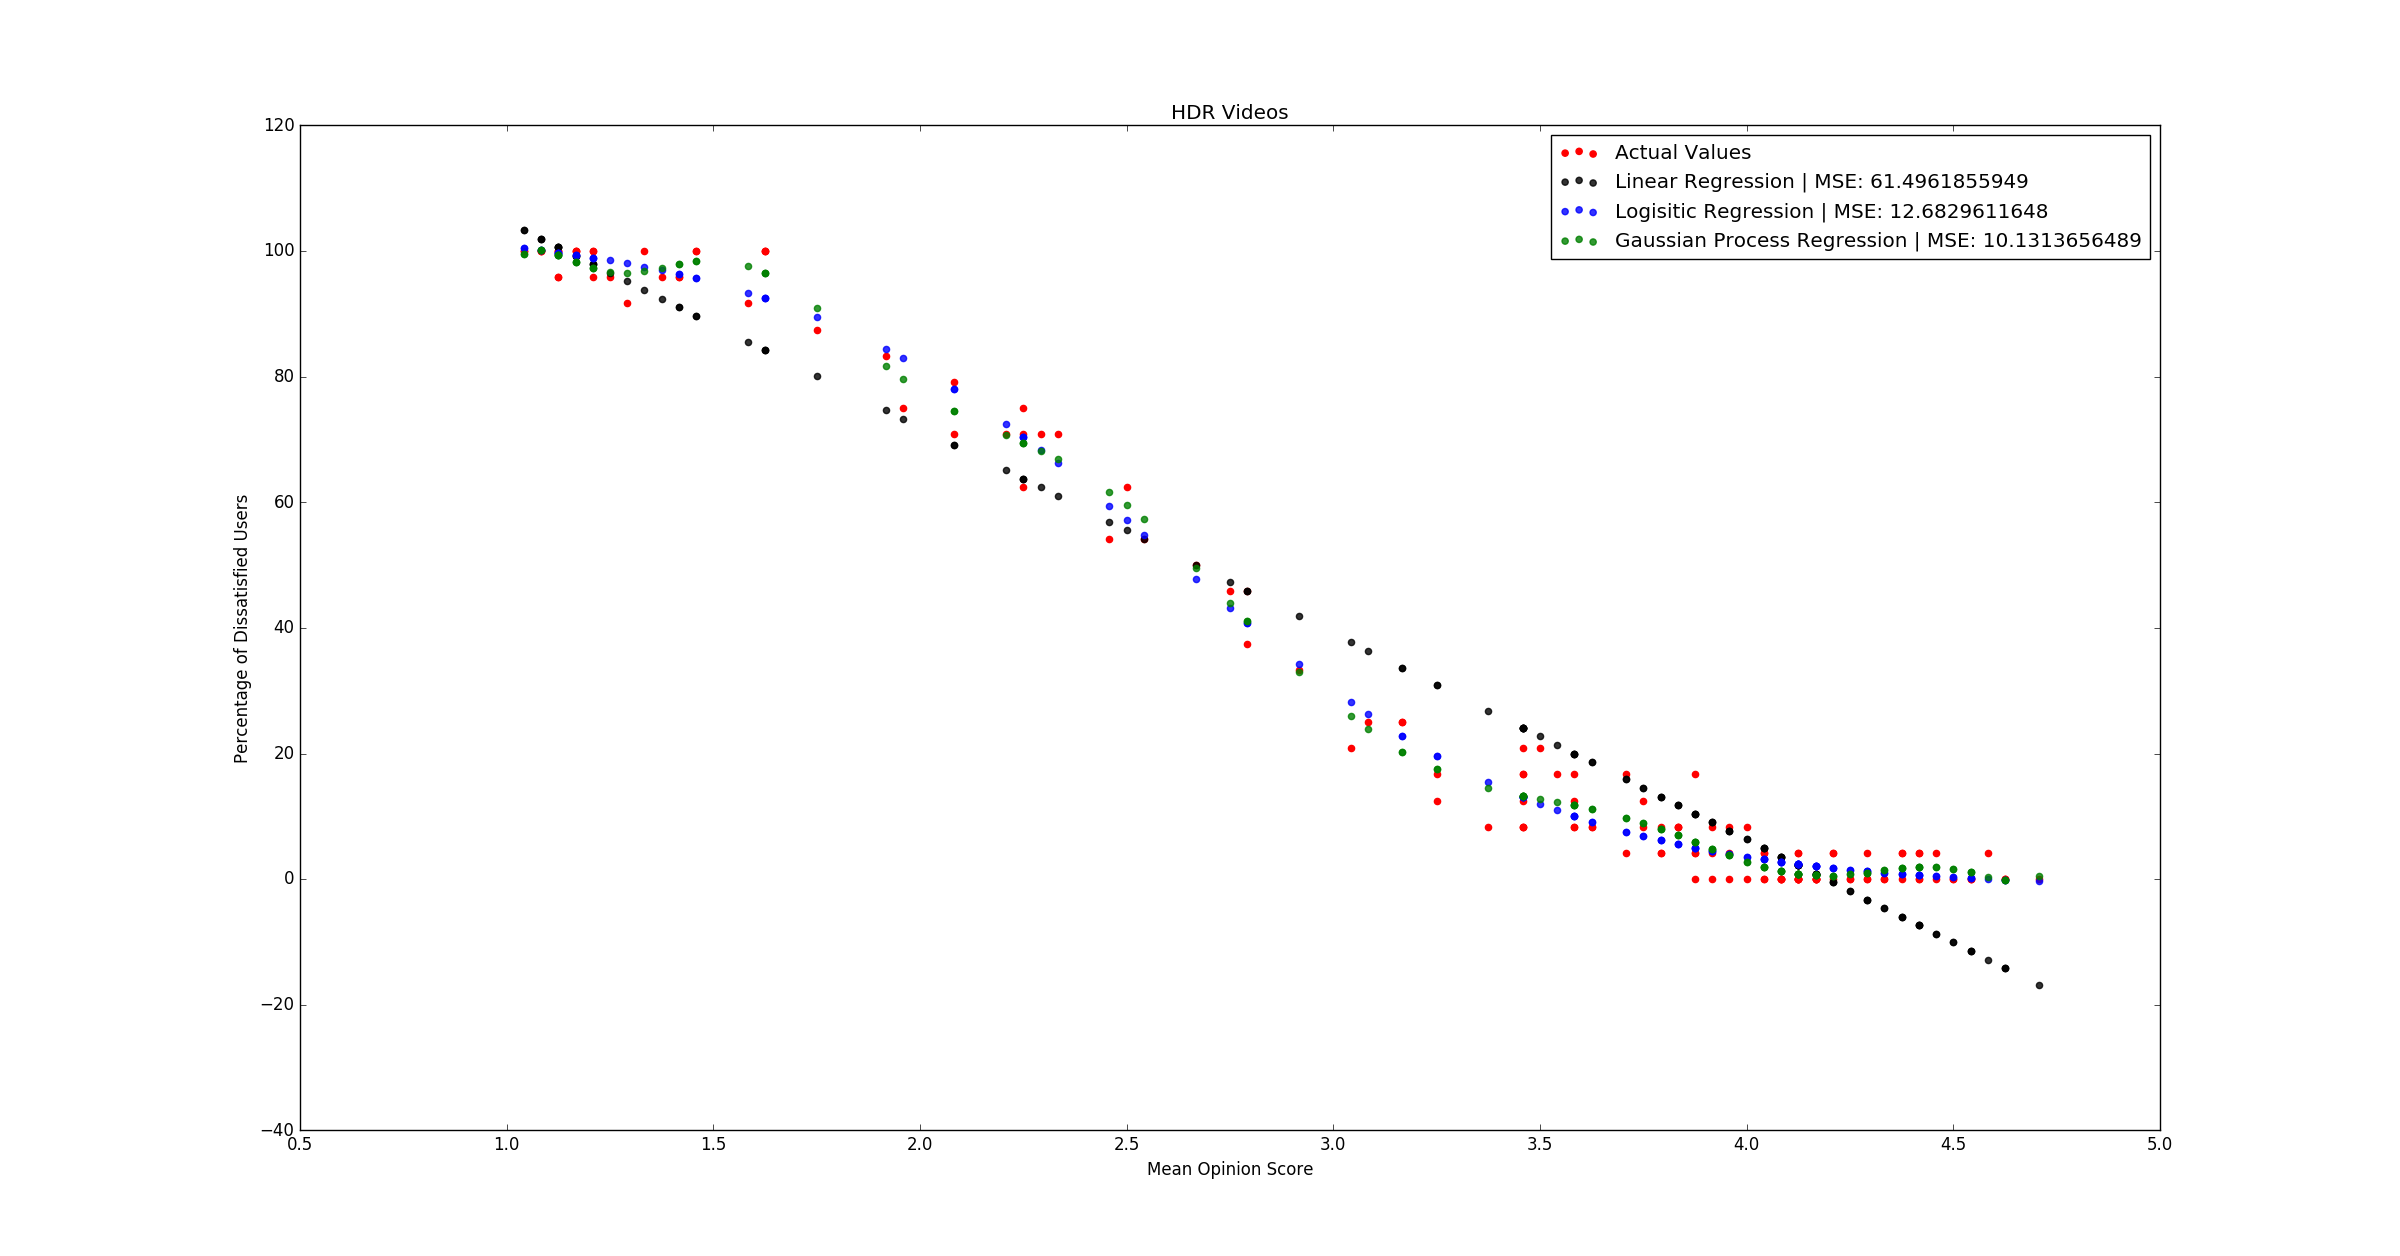 HDR Videos
120
100
80
60
40
20
0
−20
−40
Percentage of Dissatisfied Users
Actual Values
Linear Regression | MSE: 61.4961855949
Logisitic Regression | MSE: 12.6829611648
Gaussian Process Regression | MSE: 10.1313656489
0.5 1.0 1.5 2.0 2.5 3.0 3.5 4.0 4.5 5.0
Mean Opinion Score